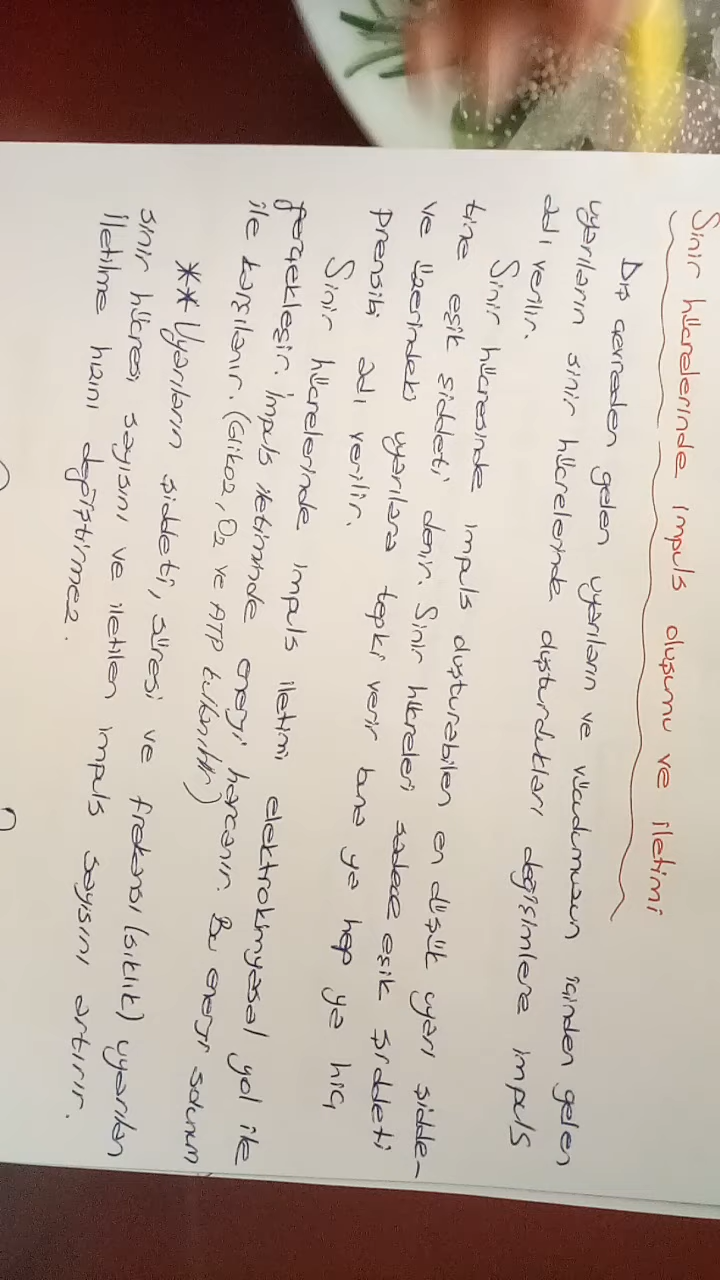 Sinir hücrelerinde impuls oluşumu ve iletimi
Dış çevreden gelen uyarıların ve vücudumuzun içinden gelen
uyarıların sinir hücrelerinde oluşturdukları değişimlere impuls
adı verilir.
Sinir hücresinde impuls oluşturabilen en düşük uyarı şidde-
tine eşik şiddeti denir. Sinir hücreleri sadece eşik şiddeti
ve üzerindeki uyarılara tepki verir buna ya hep ya hiç
prensibi adı verilir.
Sinir hücrelerinde impuls iletimi elektrokimyasal yol ile
gerçekleşir. İmpuls iletiminde enerji harcanır. Bu enerji solunum
ile karşılanır. (Glikoz, O2 ve ATP kullanılır)
** Uyarıların şiddeti, süresi ve frekansı (sıklık) uyarılan
sinir hücresi sayısını ve iletilen impuls sayısını artırır.
İletilme hızını değiştirmez.